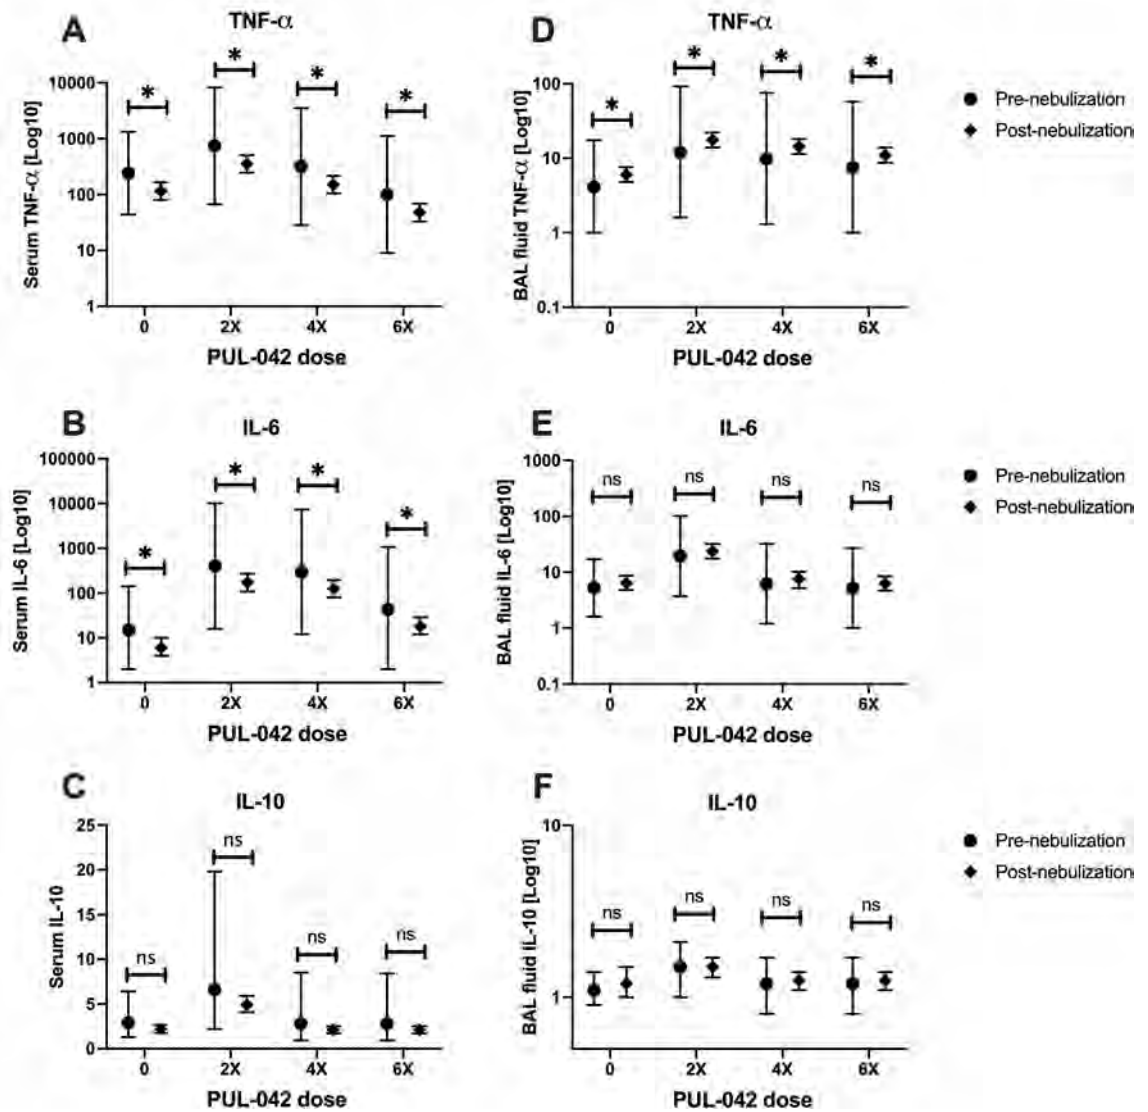 A
TNF-α
Serum TNF-α [Log10]
10000
1000
100
10
1
*
*
*
*
0
2X
4X
6X
PUL-042 dose
D
TNF-α
BAL fluid TNF-α [Log10]
100
10
1
0.1
*
*
*
*
0
2X
4X
6X
PUL-042 dose
Pre-nebulization
Post-nebulization
B
IL-6
Serum IL-6 [Log10]
100000
10000
1000
100
10
1
*
*
*
*
0
2X
4X
6X
PUL-042 dose
E
IL-6
BAL fluid IL-6 [Log10]
1000
100
10
1
0.1
ns
ns
ns
ns
0
2X
4X
6X
PUL-042 dose
Pre-nebulization
Post-nebulization
C
IL-10
Serum IL-10
25
20
15
10
5
0
ns
ns
ns
ns
0
2X
4X
6X
PUL-042 dose
F
IL-10
BAL fluid IL-10 [Log10]
10
1
ns
ns
ns
ns
0
2X
4X
6X
PUL-042 dose
Pre-nebulization
Post-nebulization